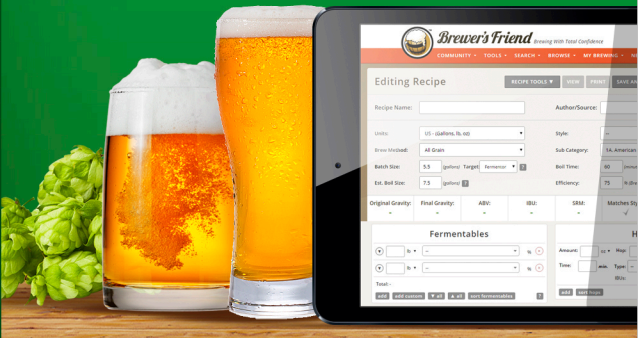 Brewer's Friend Brewing With Total Confidence
COMMUNITY TOOLS SEARCH BROWSE MY BREWING
Editing Recipe RECIPE TOOLS ▼ VIEW PRINT SAVE
Recipe Name: Author/Source:
Units: US - (Gallons, lb, oz) Style: --
Brew Method: All Grain Sub Category: 1A. American
Batch Size: 5.5 (gallons) Target: Fermentor ? Boil Time: 60
Est. Boil Size: 7.5 (gallons) ? Efficiency: 75
Original Gravity: Final Gravity: ABV: IBU: SRM: Matches
- - - - -
Fermentables H
lb -- % Amount: oz Hop:
lb -- % Time: min. Type: --
IBUs:
Total: -
add add custom ▼ all ▲ all sort fermentables ? add sort hops